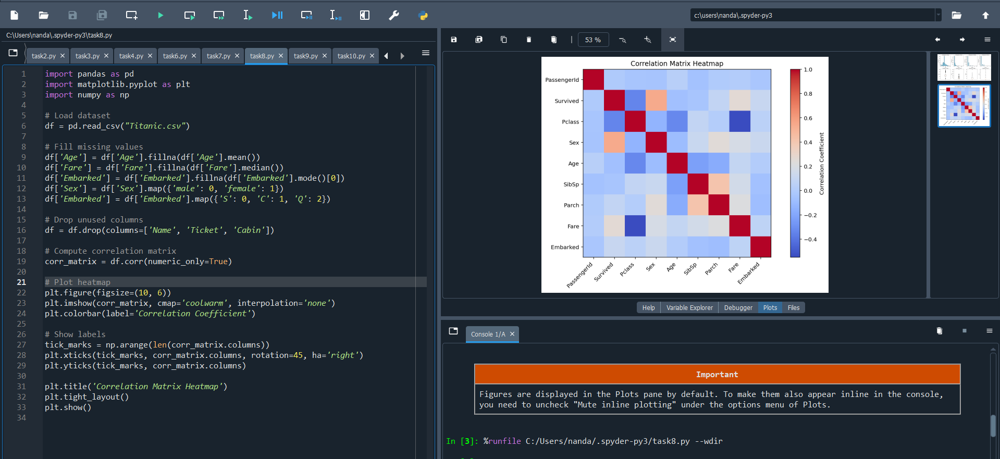 c:\users\nanda\.spyder-py3
C:\Users\nanda\.spyder-py3\task8.py
task2.py
task3.py
task4.py
task6.py
task7.py
task8.py
task9.py
task10.py
1 import pandas as pd
2 import matplotlib.pyplot as plt
3 import numpy as np
4
5 # Load dataset
6 df = pd.read_csv("Titanic.csv")
7
8 # Fill missing values
9 df['Age'] = df['Age'].fillna(df['Age'].mean())
10 df['Fare'] = df['Fare'].fillna(df['Fare'].median())
11 df['Embarked'] = df['Embarked'].fillna(df['Embarked'].mode()[0])
12 df['Sex'] = df['Sex'].map({'male': 0, 'female': 1})
13 df['Embarked'] = df['Embarked'].map({'S': 0, 'C': 1, 'Q': 2})
14
15 # Drop unused columns
16 df = df.drop(columns=['Name', 'Ticket', 'Cabin'])
17
18 # Compute correlation matrix
19 corr_matrix = df.corr(numeric_only=True)
20
21 # Plot heatmap
22 plt.figure(figsize=(10, 6))
23 plt.imshow(corr_matrix, cmap='coolwarm', interpolation='none')
24 plt.colorbar(label='Correlation Coefficient')
25
26 # Show labels
27 tick_marks = np.arange(len(corr_matrix.columns))
28 plt.xticks(tick_marks, corr_matrix.columns, rotation=45, ha='right')
29 plt.yticks(tick_marks, corr_matrix.columns)
30
31 plt.title('Correlation Matrix Heatmap')
32 plt.tight_layout()
33 plt.show()
34
53 %
Correlation Matrix Heatmap
PassengerId
Survived
Pclass
Sex
Age
SibSp
Parch
Fare
Embarked
PassengerId
Survived
Pclass
Sex
Age
SibSp
Parch
Fare
Embarked
1.0
0.8
0.6
0.4
0.2
0.0
−0.2
−0.4
Correlation Coefficient
Help
Variable Explorer
Debugger
Plots
Files
Console 1/A
Important
Figures are displayed in the Plots pane by default. To make them also appear inline in the console,
you need to uncheck "Mute inline plotting" under the options menu of Plots.
In [3]: %runfile C:/Users/nanda/.spyder-py3/task8.py --wdir